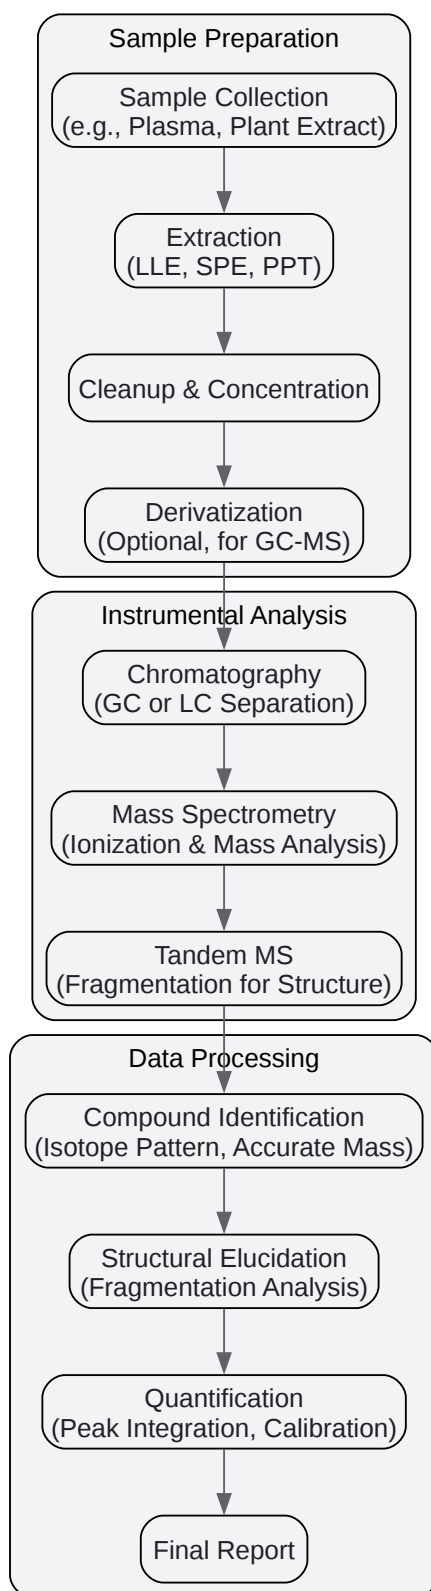 Sample Preparation
Sample Collection
(e.g., Plasma, Plant Extract)
Extraction
(LLE, SPE, PPT)
Cleanup & Concentration
Derivatization
(Optional, for GC-MS)
Instrumental Analysis
Chromatography
(GC or LC Separation)
Mass Spectrometry
(Ionization & Mass Analysis)
Tandem MS
(Fragmentation for Structure)
Data Processing
Compound Identification
(Isotope Pattern, Accurate Mass)
Structural Elucidation
(Fragmentation Analysis)
Quantification
(Peak Integration, Calibration)
Final Report